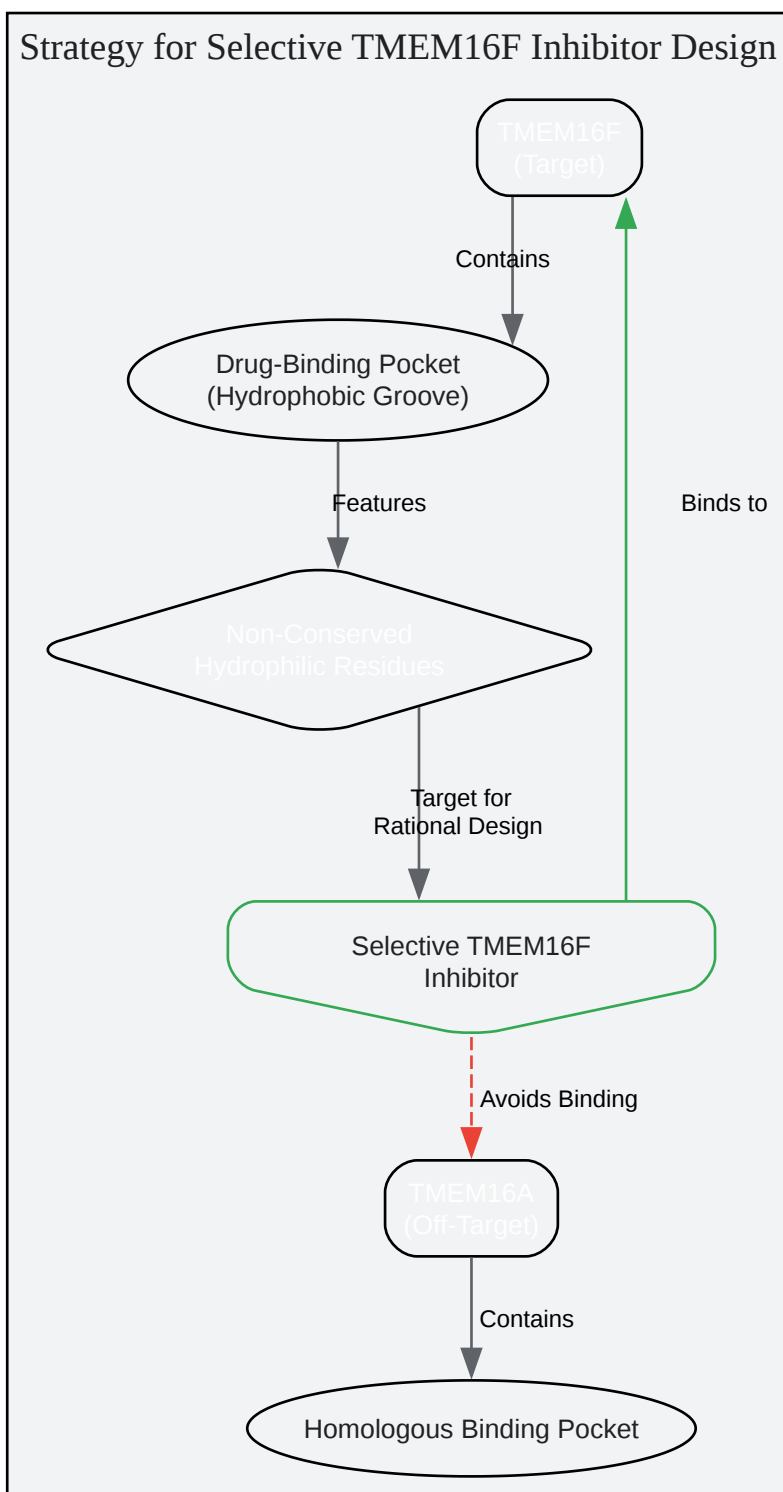 Strategy for Selective TMEM16F Inhibitor Design
TMEM16F
(Target)
Contains
Drug-Binding Pocket
(Hydrophobic Groove)
Features
Binds to
Non-Conserved
Hydrophilic Residues
Target for
Rational Design
Selective TMEM16F
Inhibitor
Avoids Binding
TMEM16A
(Off-Target)
Contains
Homologous Binding Pocket